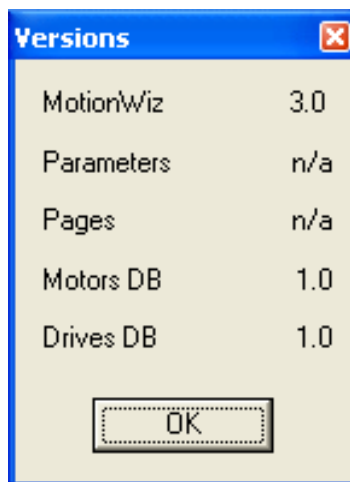 Versions
MotionWiz 3.0
Parameters n/a
Pages n/a
Motors DB 1.0
Drives DB 1.0
OK